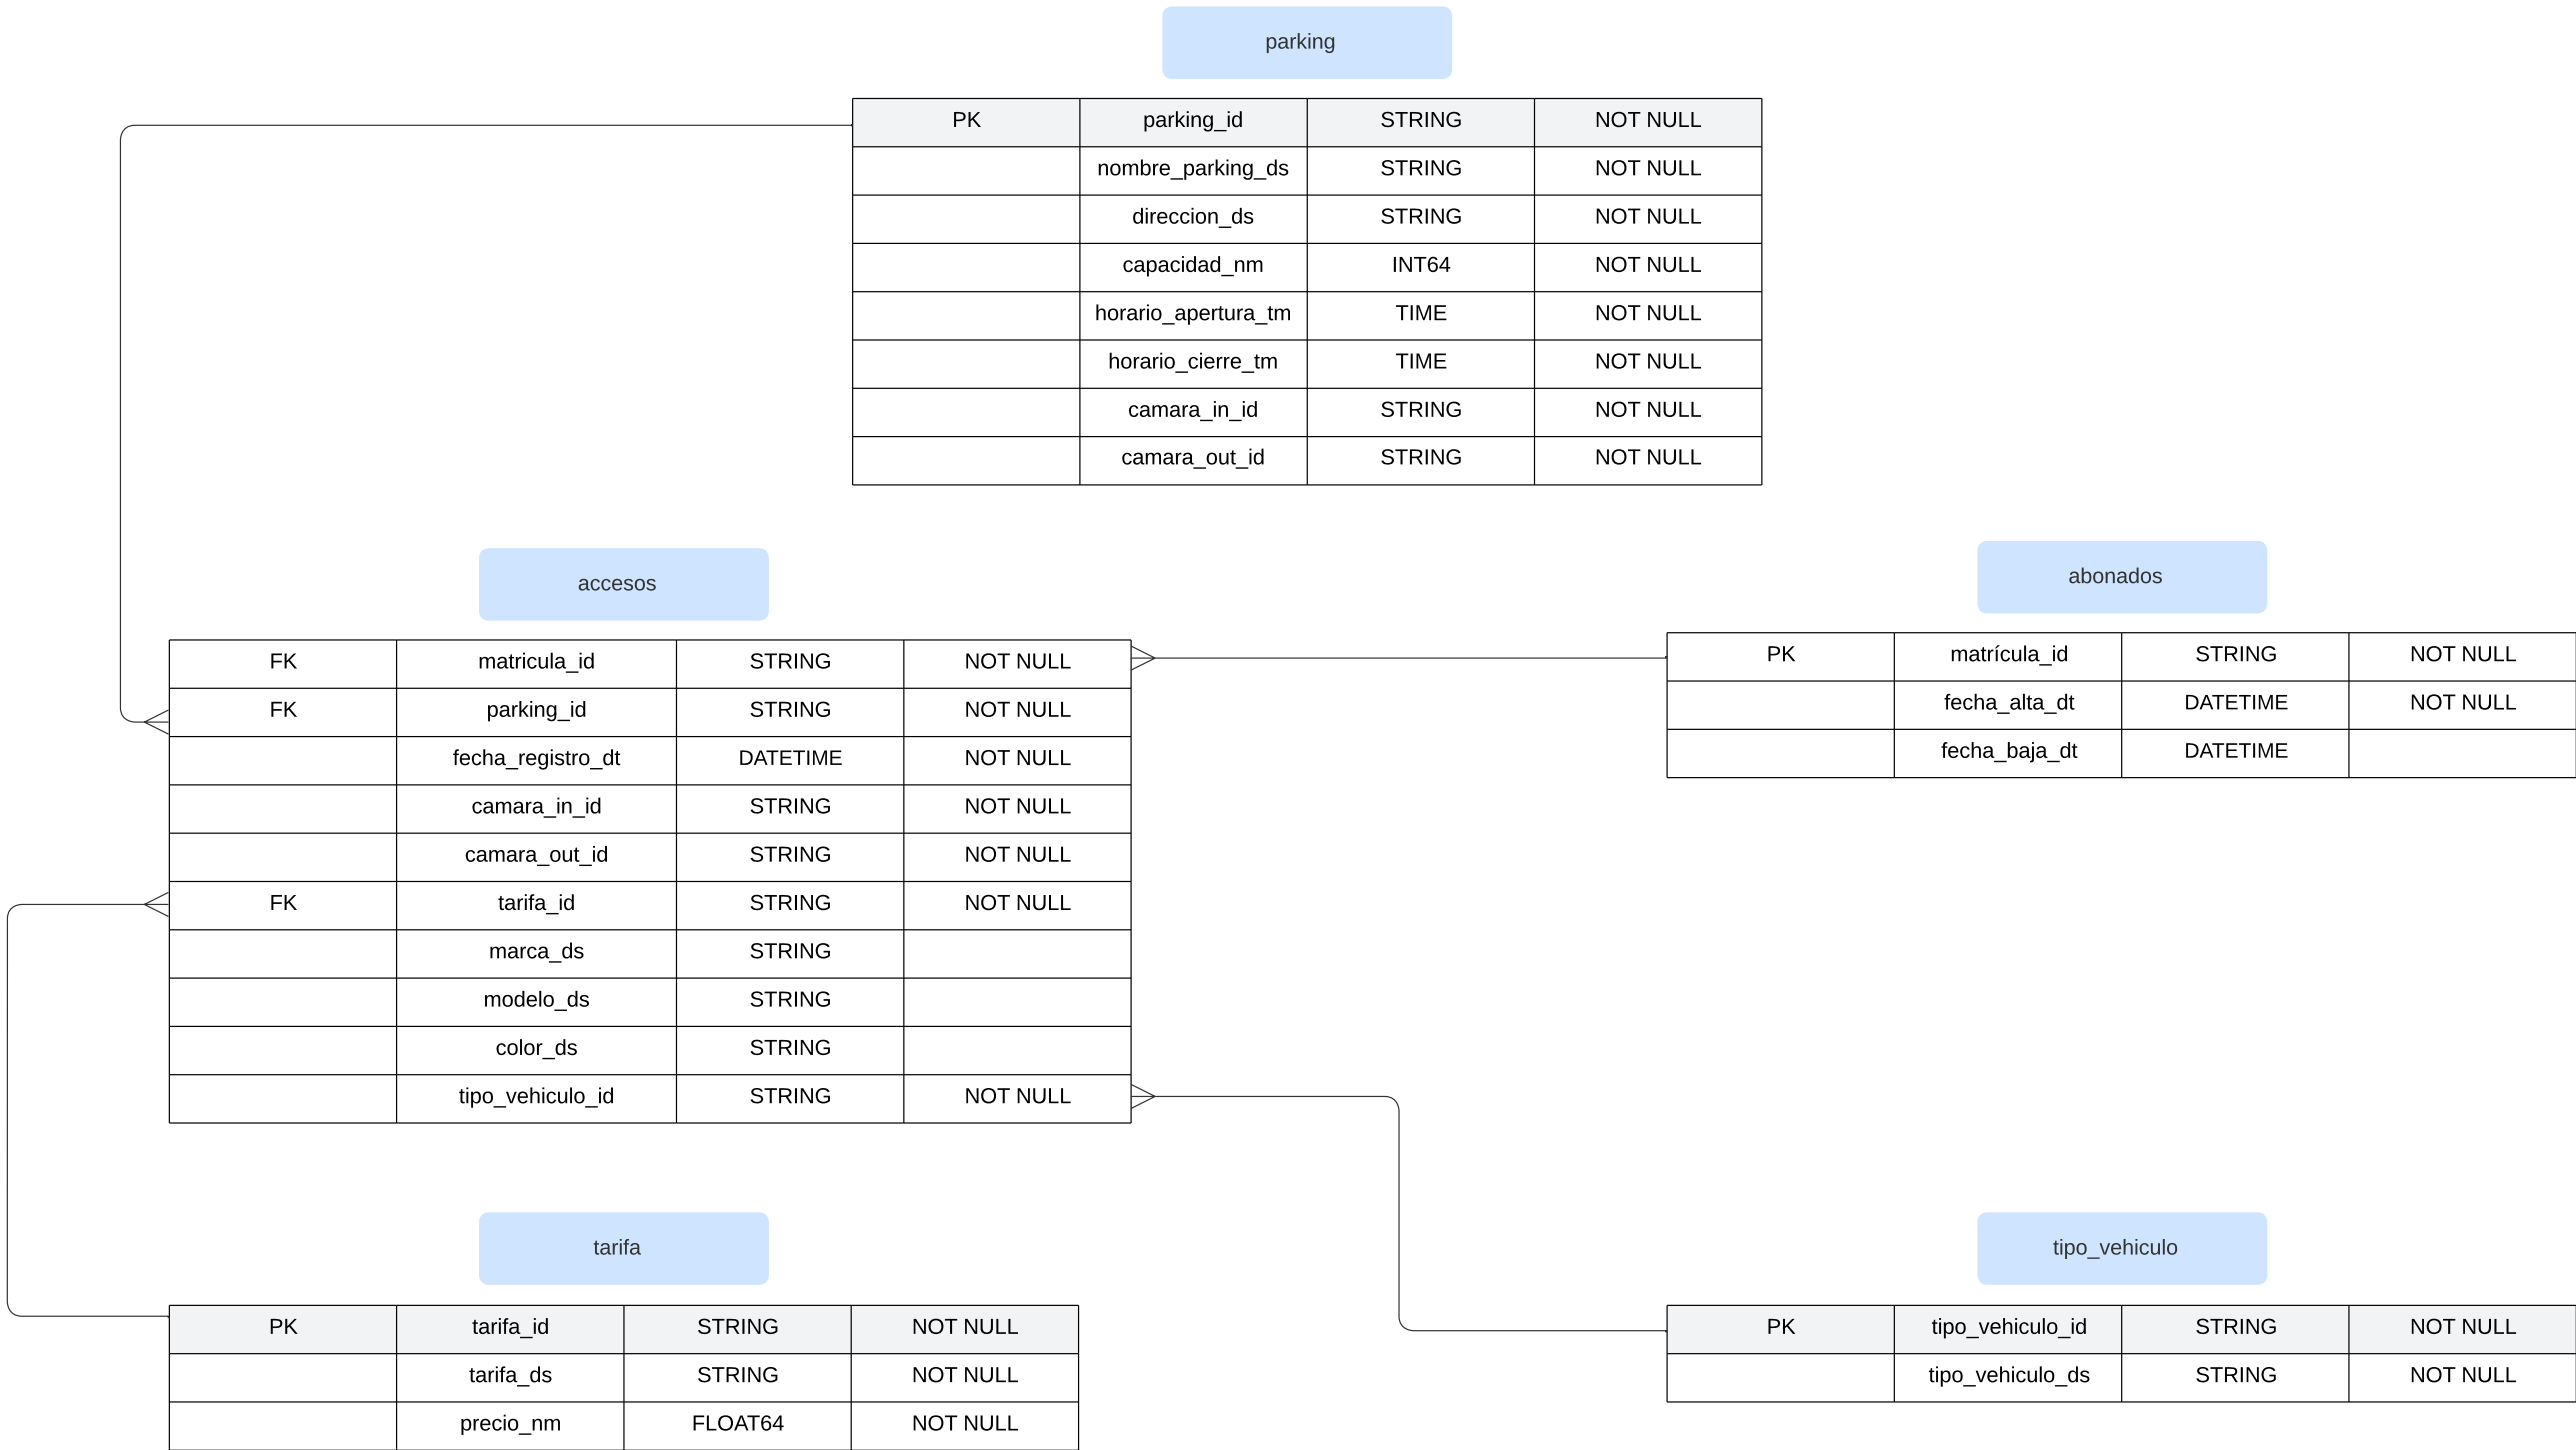 parking
PK parking_id STRING NOT NULL
nombre_parking_ds STRING NOT NULL
direccion_ds STRING NOT NULL
capacidad_nm INT64 NOT NULL
horario_apertura_tm TIME NOT NULL
horario_cierre_tm TIME NOT NULL
camara_in_id STRING NOT NULL
camara_out_id STRING NOT NULL
accesos
FK matricula_id STRING NOT NULL
FK parking_id STRING NOT NULL
fecha_registro_dt DATETIME NOT NULL
camara_in_id STRING NOT NULL
camara_out_id STRING NOT NULL
FK tarifa_id STRING NOT NULL
marca_ds STRING
modelo_ds STRING
color_ds STRING
tipo_vehiculo_id STRING NOT NULL
abonados
PK matrícula_id STRING NOT NULL
fecha_alta_dt DATETIME NOT NULL
fecha_baja_dt DATETIME
tarifa
PK tarifa_id STRING NOT NULL
tarifa_ds STRING NOT NULL
precio_nm FLOAT64 NOT NULL
tipo_vehiculo
PK tipo_vehiculo_id STRING NOT NULL
tipo_vehiculo_ds STRING NOT NULL